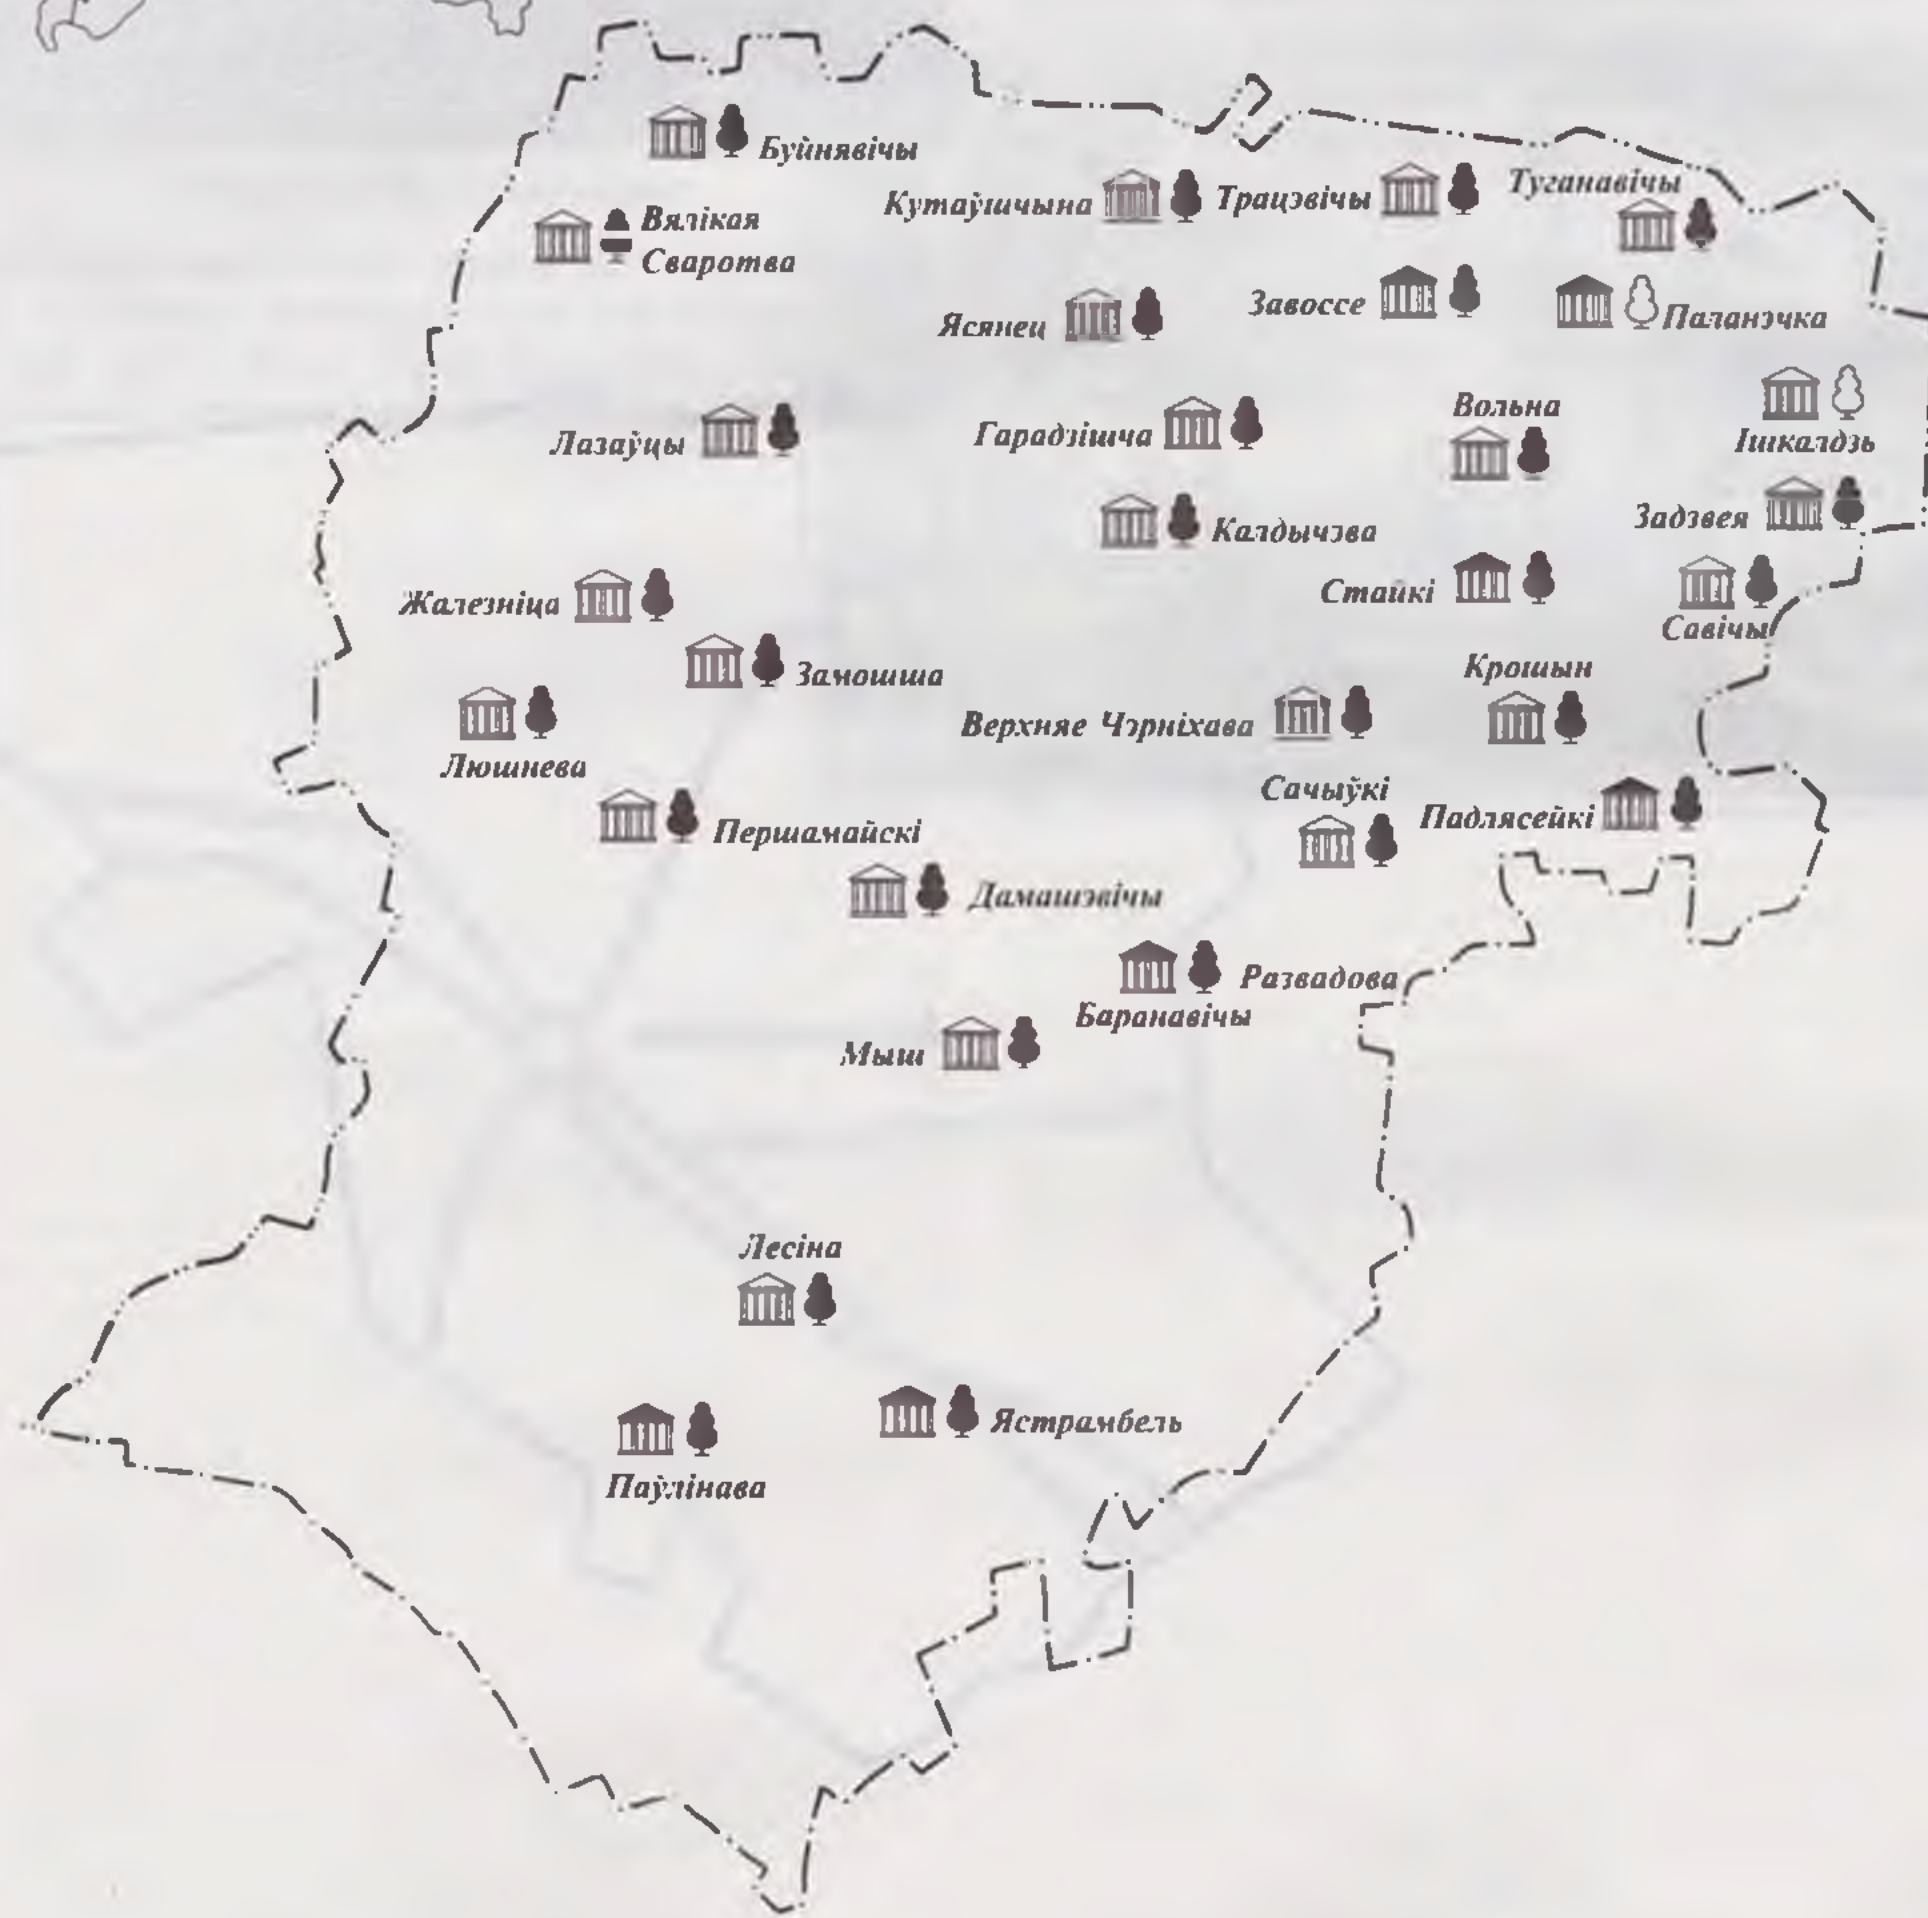 Буйнявічы
Туганавічы
Кутаўшчына
Трацэвічы
Вялікая
Сваротва
Завоссе
Паланэчка
Ясянец
Вольна
Лазаўцы
Гарадзішча
Ішкалдзь
Задзвея
Калдычэва
Стайкі
Жалезніца
Савічы
Крошын
Замошша
Верхняе Чэрніхава
Люшнева
Сачыўкі
Падлясейкі
Першамайскі
Дамашэвічы
Развадова
Баранавічы
Мыш
Лесіна
Ястрамбель
Паўлінава